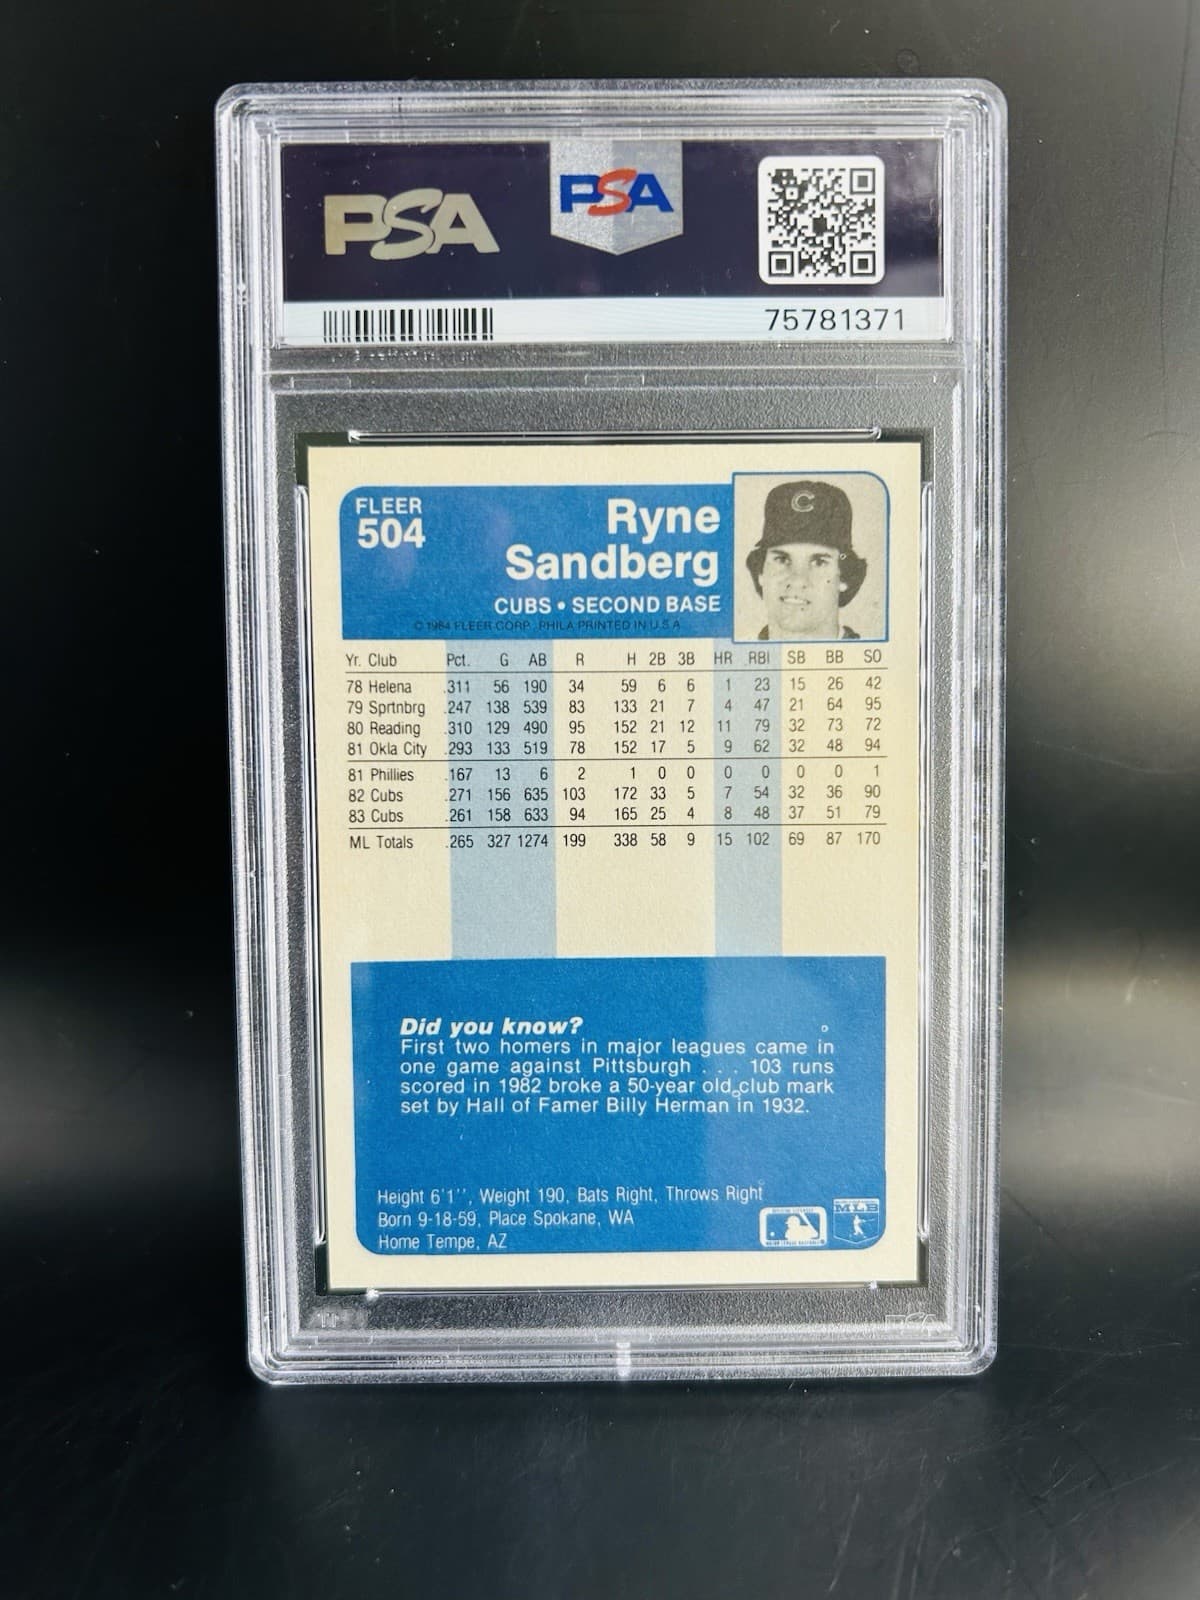 PSA
PSA
75781371
FLEER
504
Ryne
Sandberg
CUBS • SECOND BASE
© 1984 FLEER CORP., PHILA PRINTED IN U.S.A.
C
Yr. Club Pct. G AB R H 2B 3B HR RBI SB BB SO
78 Helena .311 56 190 34 59 6 6 1 23 15 26 42
79 Sprtnbrg .247 138 539 83 133 21 7 4 47 21 64 95
80 Reading .310 129 490 95 152 21 12 11 79 32 73 72
81 Okla City .293 133 519 78 152 17 5 9 62 32 48 94
81 Phillies .167 13 6 2 1 0 0 0 0 0 0 1
82 Cubs .271 156 635 103 172 33 5 7 54 32 36 90
83 Cubs .261 158 633 94 165 25 4 8 48 37 51 79
ML Totals .265 327 1274 199 338 58 9 15 102 69 87 170
Did you know?
First two homers in major leagues came in
one game against Pittsburgh . . . 103 runs
scored in 1982 broke a 50-year old club mark
set by Hall of Famer Billy Herman in 1932.
Height 6'1'', Weight 190, Bats Right, Throws Right
Born 9-18-59, Place Spokane, WA
Home Tempe, AZ
MLB
PSA